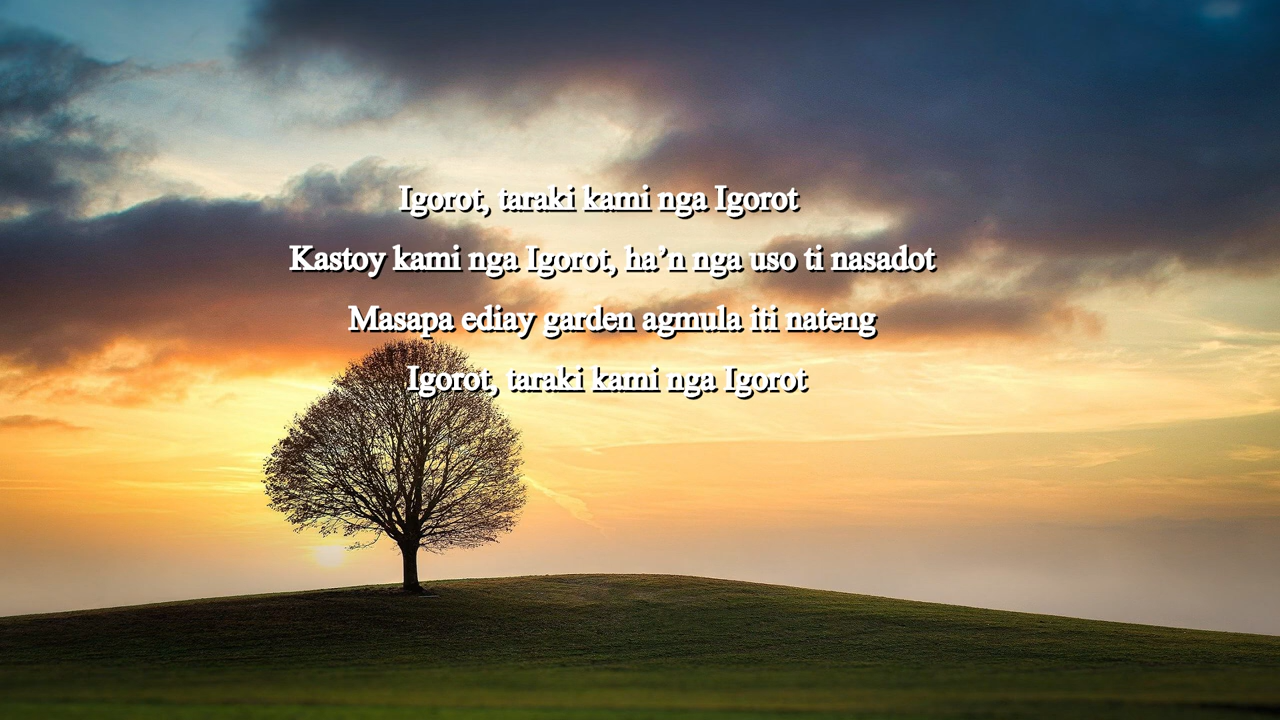 Igorot, taraki kami nga Igorot
Kastoy kami nga Igorot, ha’n nga uso ti nasadot
Masapa ediay garden agmula iti nateng
Igorot, taraki kami nga Igorot